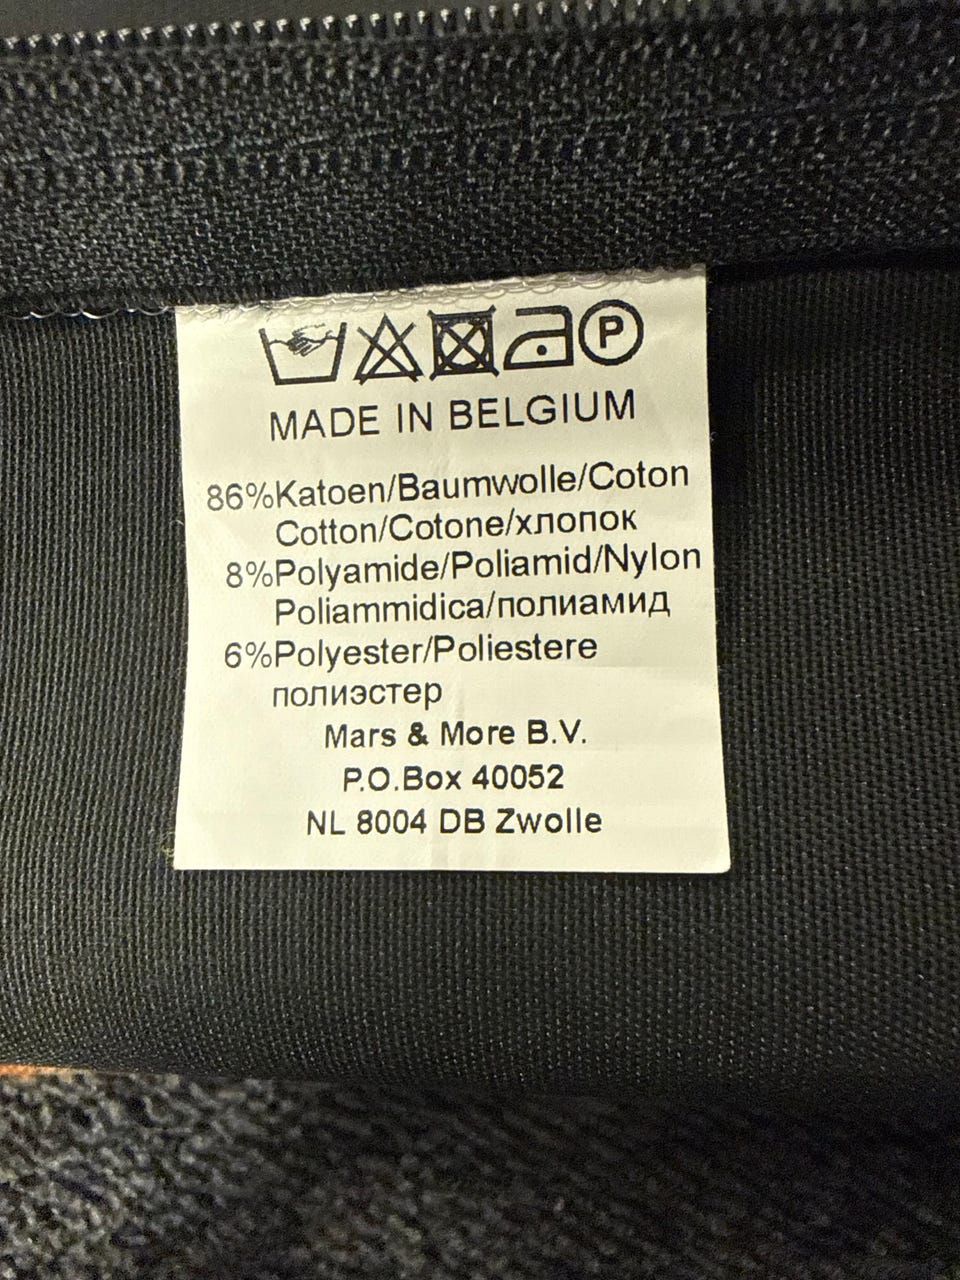 P
MADE IN BELGIUM
86%Katoen/Baumwolle/Coton
Cotton/Cotone/хлопок
8%Polyamide/Poliamid/Nylon
Poliammidica/полиамид
6%Polyester/Poliestere
полиэстер
Mars & More B.V.
P.O.Box 40052
NL 8004 DB Zwolle